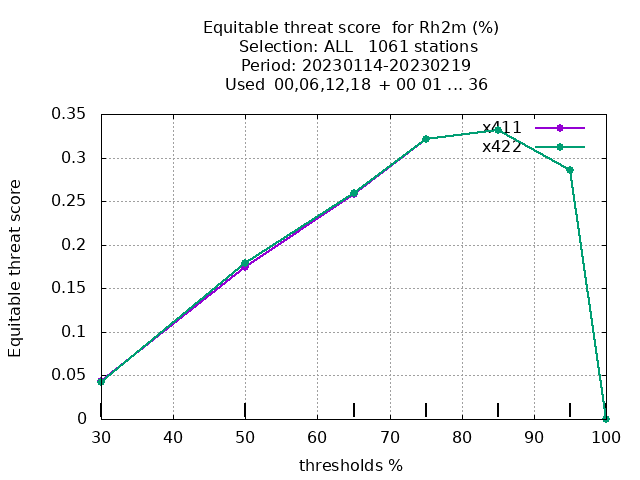 Equitable threat score  for Rh2m (%)
Selection: ALL   1061 stations
Period: 20230114-20230219
Used  00,06,12,18  + 00 01 ... 36
x411
x422
Equitable threat score
0.35
0.3
0.25
0.2
0.15
0.1
0.05
0
30 40 50 60 70 80 90 100
thresholds %